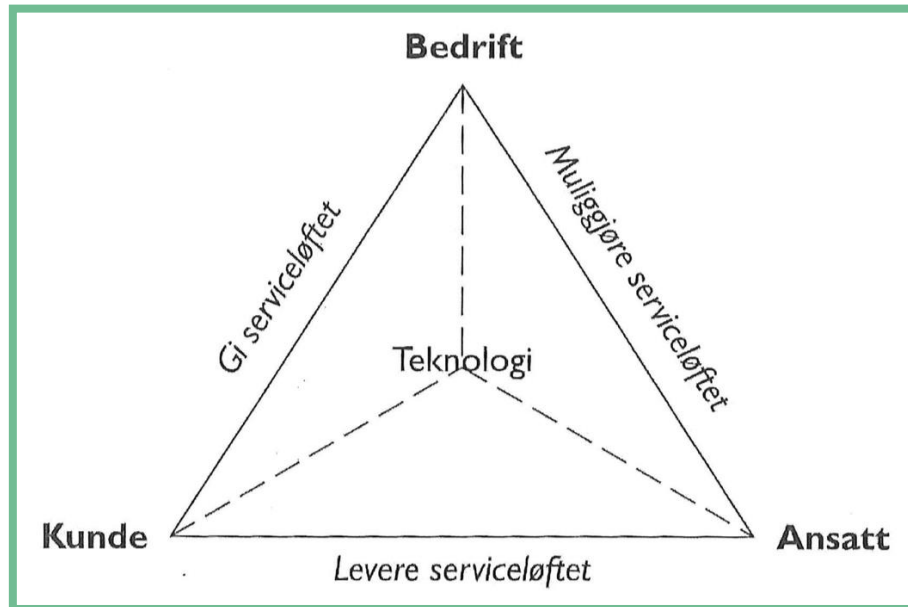 Bedrift
Gi serviceløftet
Muliggjøre serviceløftet
Teknologi
Kunde
Ansatt
Levere serviceløftet